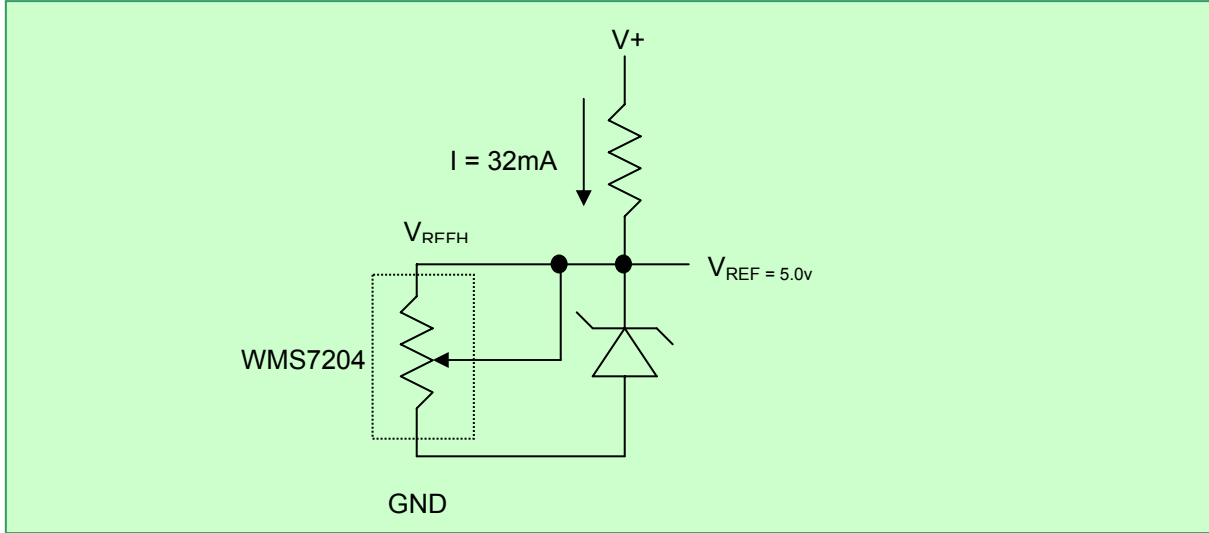 V+
I = 32mA
VREFH
VREF = 5.0v
WMS7204
GND